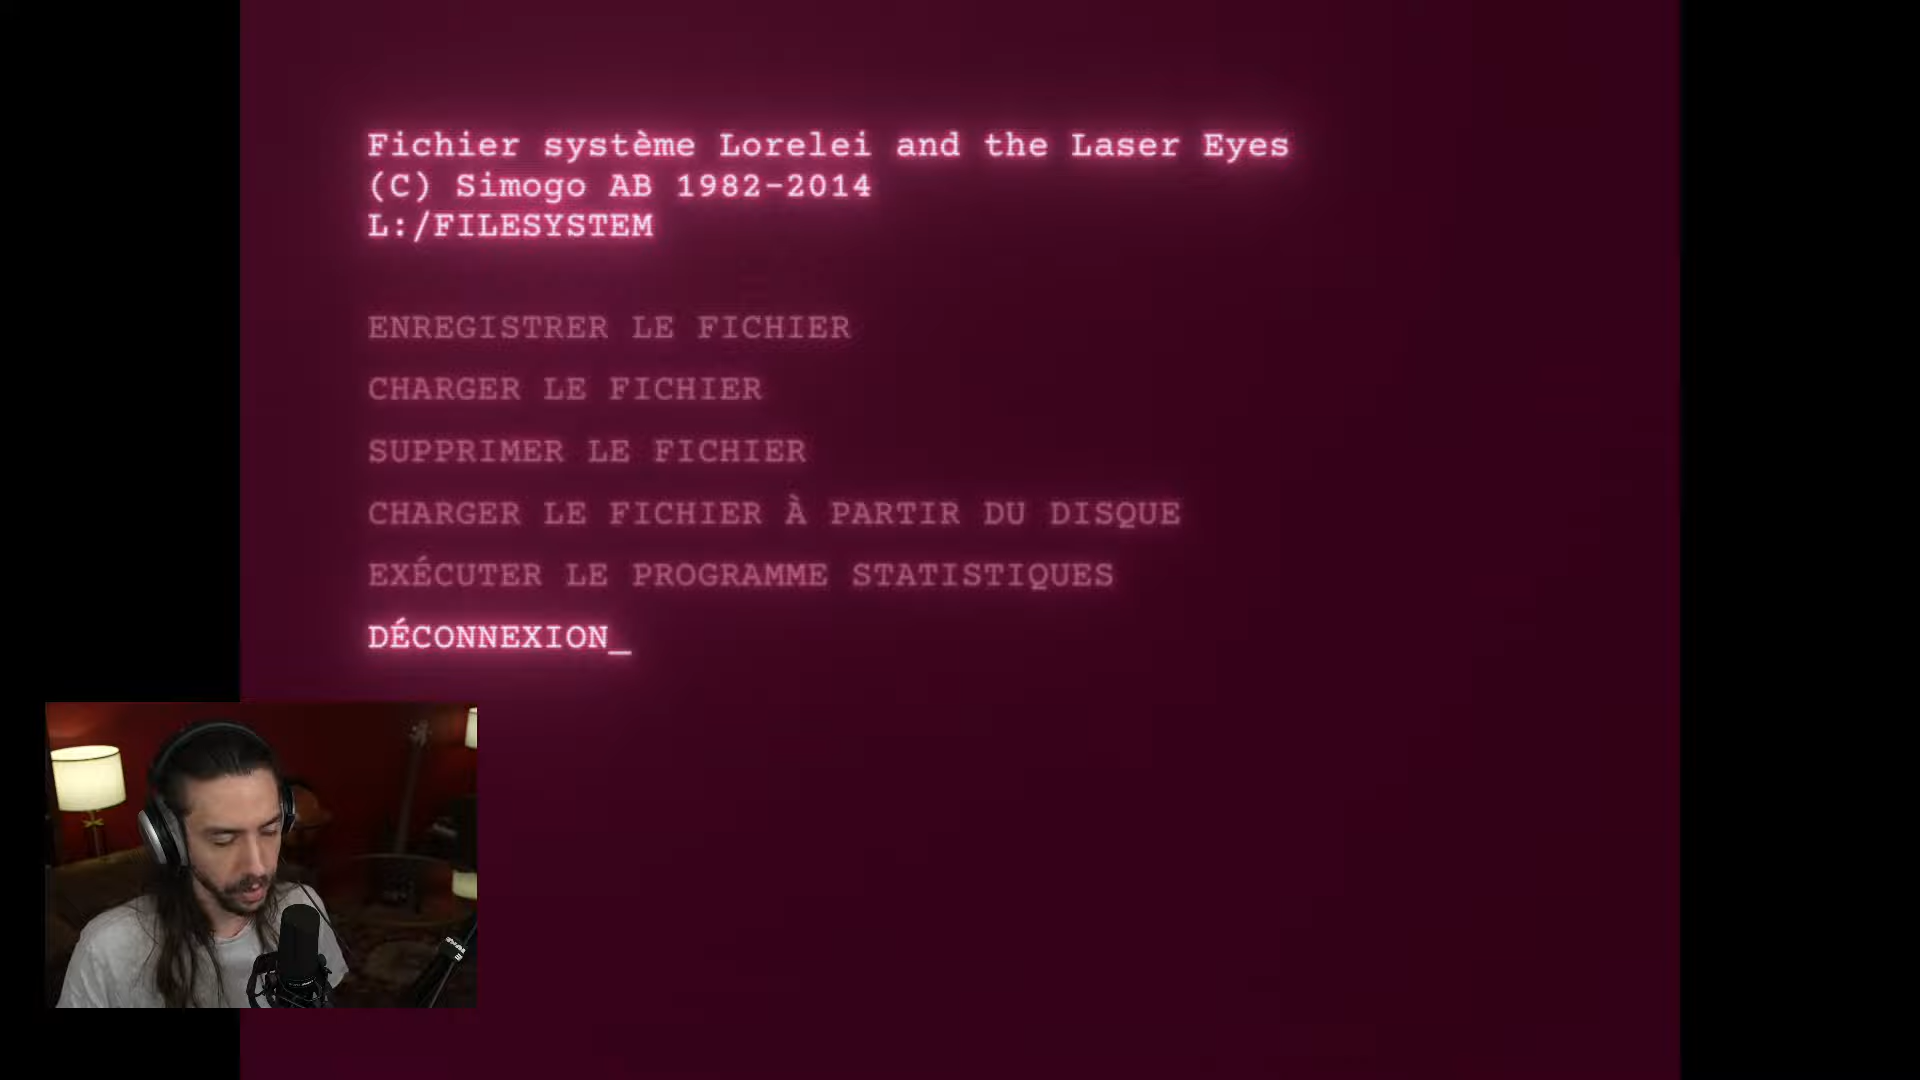 Fichier système Lorelei and the Laser Eyes
(C) Simogo AB 1982-2014
L:/FILESYSTEM
ENREGISTRER LE FICHIER
CHARGER LE FICHIER
SUPPRIMER LE FICHIER
CHARGER LE FICHIER À PARTIR DU DISQUE
EXÉCUTER LE PROGRAMME STATISTIQUES
DÉCONNEXION_